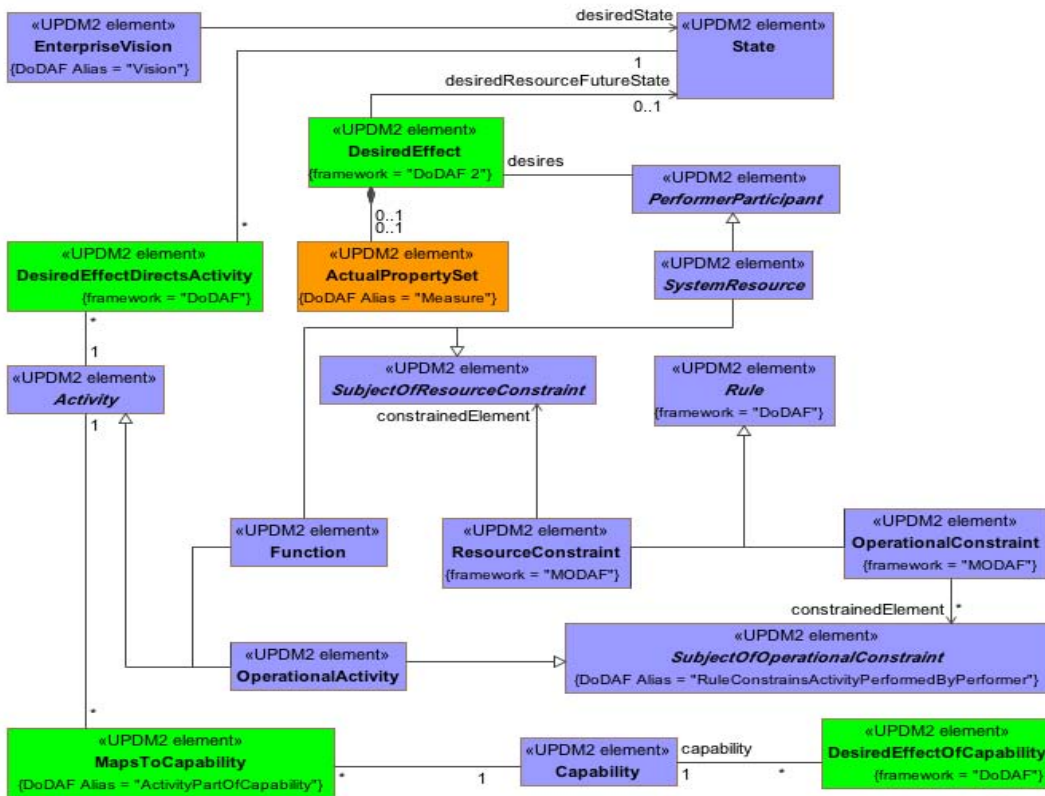 «UPDM2 element»
EnterpriseVision
{DoDAF Alias = "Vision"}
desiredState
«UPDM2 element»
State
1
desiredResourceFutureState
0..1
«UPDM2 element»
DesiredEffect
{framework = "DoDAF 2"}
desires
«UPDM2 element»
PerformerParticipant
0..1
0..1
*
«UPDM2 element»
DesiredEffectDirectsActivity
{framework = "DoDAF"}
«UPDM2 element»
ActualPropertySet
{DoDAF Alias = "Measure"}
«UPDM2 element»
SystemResource
*
1
«UPDM2 element»
Activity
1
«UPDM2 element»
SubjectOfResourceConstraint
constrainedElement
«UPDM2 element»
Rule
{framework = "DoDAF"}
«UPDM2 element»
Function
«UPDM2 element»
ResourceConstraint
{framework = "MODAF"}
«UPDM2 element»
OperationalConstraint
{framework = "MODAF"}
constrainedElement *
«UPDM2 element»
OperationalActivity
«UPDM2 element»
SubjectOfOperationalConstraint
{DoDAF Alias = "RuleConstrainsActivityPerformedByPerformer"}
*
«UPDM2 element»
MapsToCapability
{DoDAF Alias = "ActivityPartOfCapability"}
*
1
«UPDM2 element»
Capability
capability
1
*
«UPDM2 element»
DesiredEffectOfCapability
{framework = "DoDAF"}